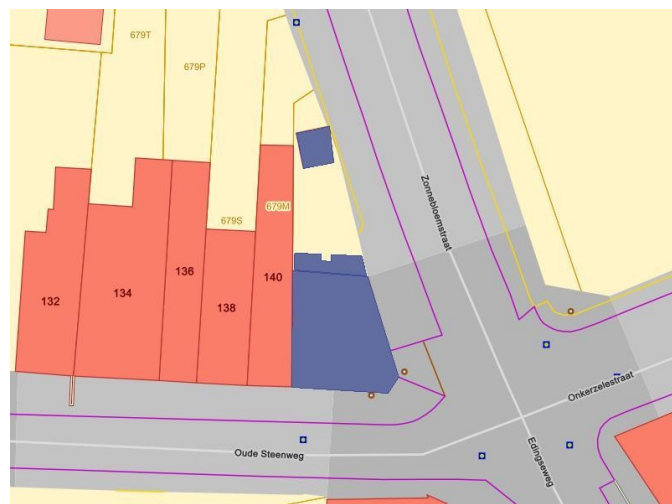 679T
679P
Zonnebloemstraat
679M
679S
136
140
134
132
138
Onkerzelestraat
Edingseweg
Oude Steenweg